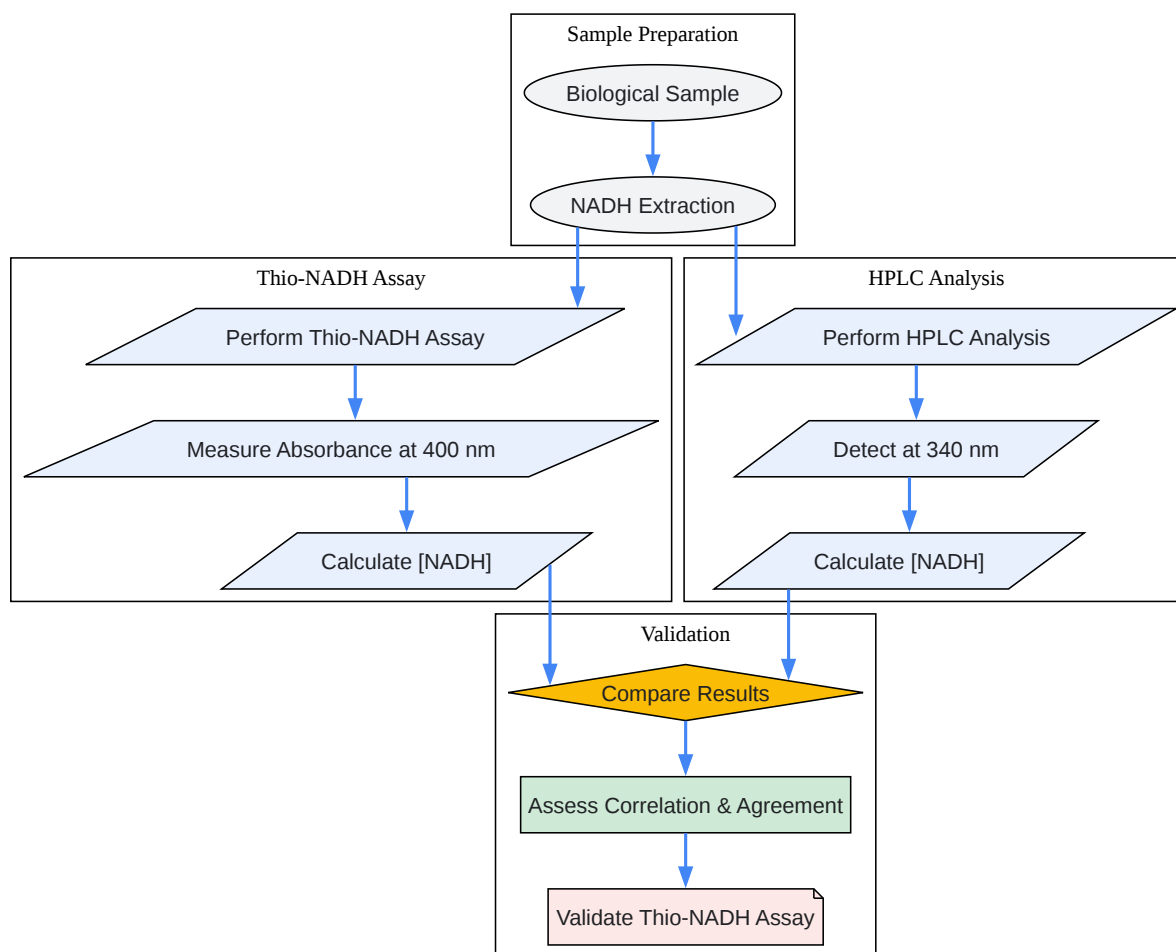 Sample Preparation
Biological Sample
NADH Extraction
Thio-NADH Assay
Perform Thio-NADH Assay
Measure Absorbance at 400 nm
Calculate [NADH]
HPLC Analysis
Perform HPLC Analysis
Detect at 340 nm
Calculate [NADH]
Validation
Compare Results
Assess Correlation & Agreement
Validate Thio-NADH Assay